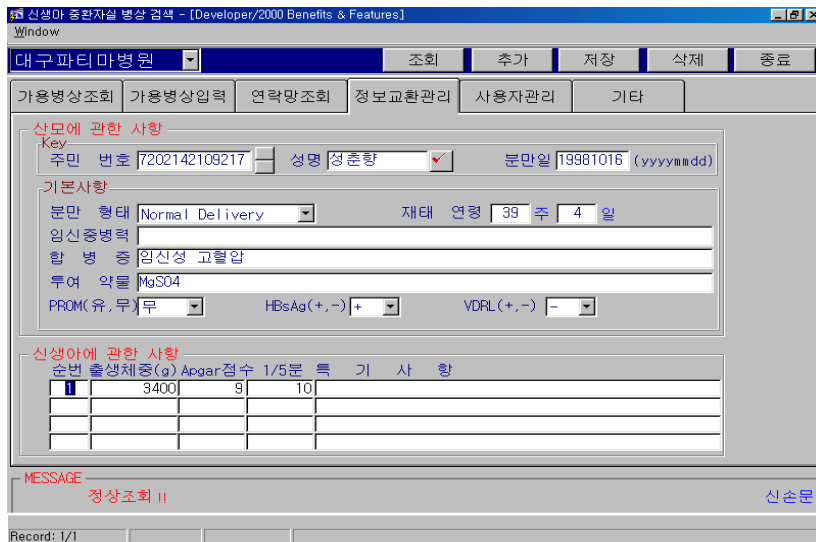 신생아 중환자실 병상 검색 - [Developer/2000 Benefits & Features]
Window
대구파티마병원 조회 추가 저장 삭제 종료
가용병상조회 가용병상입력 연락망조회 정보교환관리 사용자관리 기타
산모에 관한 사항
Key
주민 번호 7202142109217 성명 성춘향 분만일 19981016 (yyyymmdd)
기본사항
분만 형태 Normal Delivery 재태 연령 39 주 4 일
임신중병력
합 병 증 임신성 고혈압
투여 약물 MgSO4
PROM(유,무) 무 HBsAg(+,-) + VDRL(+,-) -
신생아에 관한 사항
순번 출생체중(g) Apgar점수 1/5분 특 기 사 항
1 3400 9 10
MESSAGE
정상조회 !!
신손문
Record: 1/1